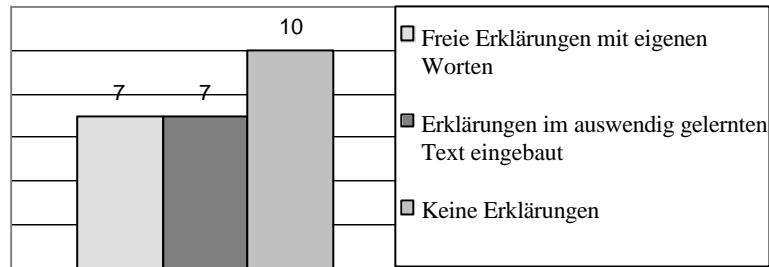 10
7
7
Freie Erklärungen mit eigenen
Worten
Erklärungen im auswendig gelernten
Text eingebaut
Keine Erklärungen